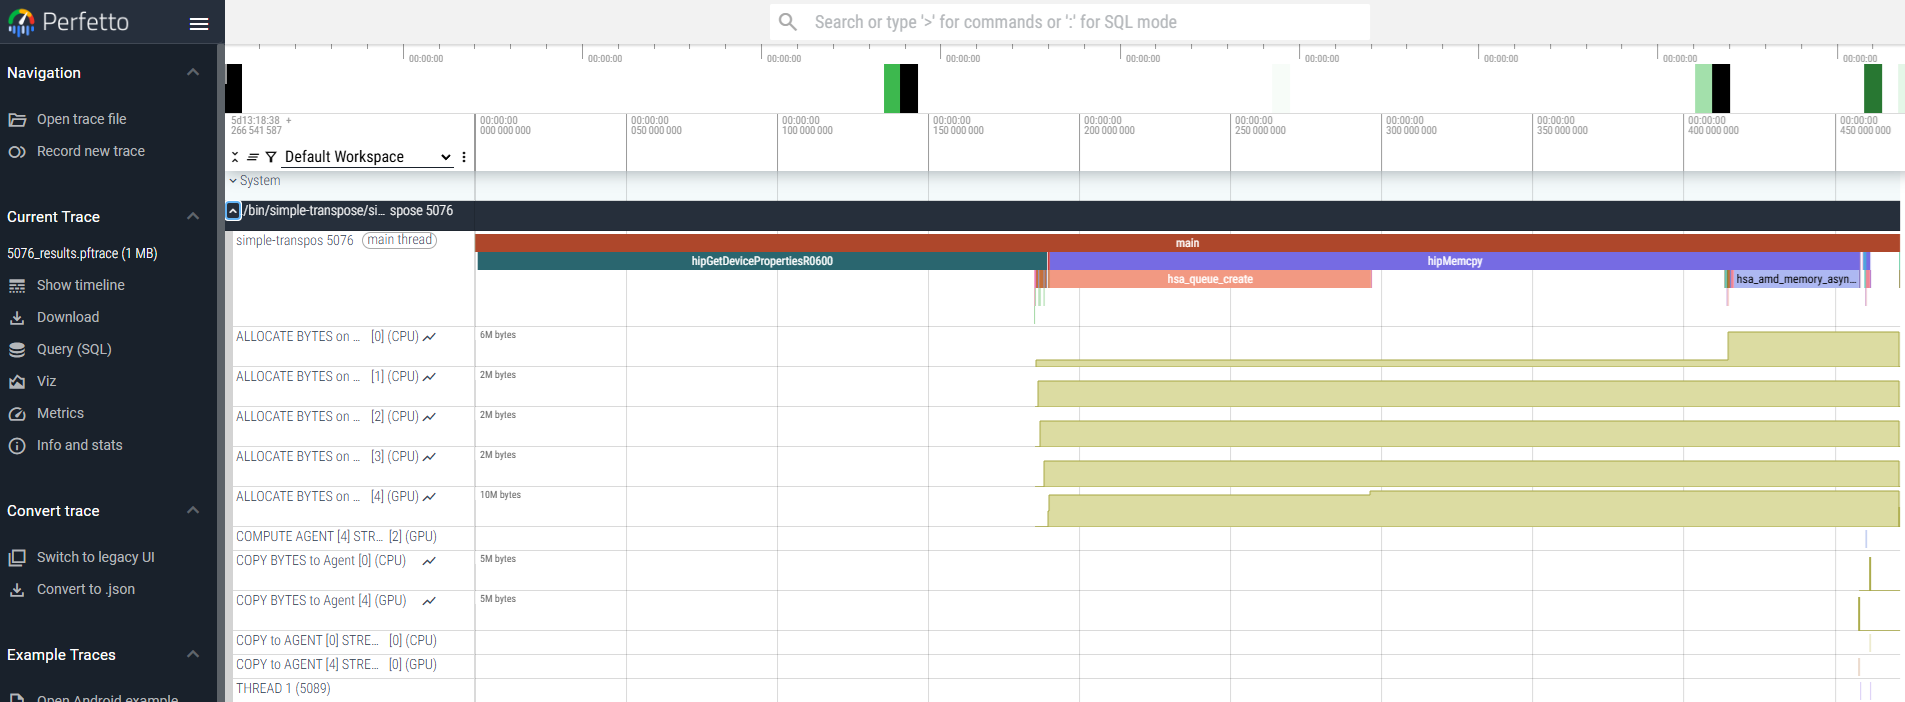 Perfetto
Search or type '>' for commands or ':' for SQL mode
Navigation
Open trace file
Record new trace
Current Trace
5076_results.pftrace (1 MB)
Show timeline
Download
Query (SQL)
Viz
Metrics
Info and stats
Convert trace
Switch to legacy UI
Convert to .json
Example Traces
Open Android example
00:00:00 00:00:00 00:00:00 00:00:00 00:00:00 00:00:00 00:00:00 00:00:00 00:00:00
5d13:18:38 +
266 541 587
00:00:00 00:00:00 00:00:00 00:00:00 00:00:00 00:00:00 00:00:00 00:00:00 00:00:00 00:00:00
000 000 000 050 000 000 100 000 000 150 000 000 200 000 000 250 000 000 300 000 000 350 000 000 400 000 000 450 000 000
Default Workspace
System
/bin/simple-transpose/si... spose 5076
simple-transpos 5076 main thread
main
hipGetDevicePropertiesR0600 hipMemcpy
hsa_queue_create hsa_amd_memory_asyn...
ALLOCATE BYTES on ... [0] (CPU) 6M bytes
ALLOCATE BYTES on ... [1] (CPU) 2M bytes
ALLOCATE BYTES on ... [2] (CPU) 2M bytes
ALLOCATE BYTES on ... [3] (CPU) 2M bytes
ALLOCATE BYTES on ... [4] (GPU) 10M bytes
COMPUTE AGENT [4] STR... [2] (GPU)
COPY BYTES to Agent [0] (CPU) 5M bytes
COPY BYTES to Agent [4] (GPU) 5M bytes
COPY to AGENT [0] STRE... [0] (CPU)
COPY to AGENT [4] STRE... [0] (GPU)
THREAD 1 (5089)